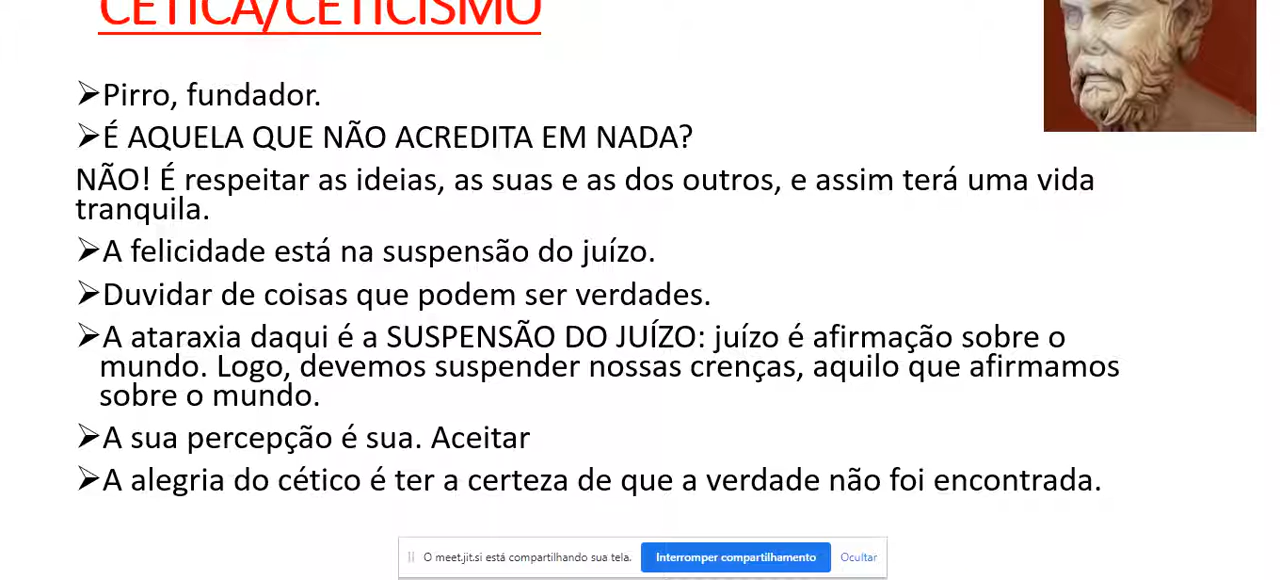 CÉTICA/CETICISMO
➢Pirro, fundador.
➢É AQUELA QUE NÃO ACREDITA EM NADA?
NÃO! É respeitar as ideias, as suas e as dos outros, e assim terá uma vida
tranquila.
➢A felicidade está na suspensão do juízo.
➢Duvidar de coisas que podem ser verdades.
➢A ataraxia daqui é a SUSPENSÃO DO JUÍZO: juízo é afirmação sobre o
mundo. Logo, devemos suspender nossas crenças, aquilo que afirmamos
sobre o mundo.
➢A sua percepção é sua. Aceitar
➢A alegria do cético é ter a certeza de que a verdade não foi encontrada.
O meet.jit.si está compartilhando sua tela. Interromper compartilhamento Ocultar